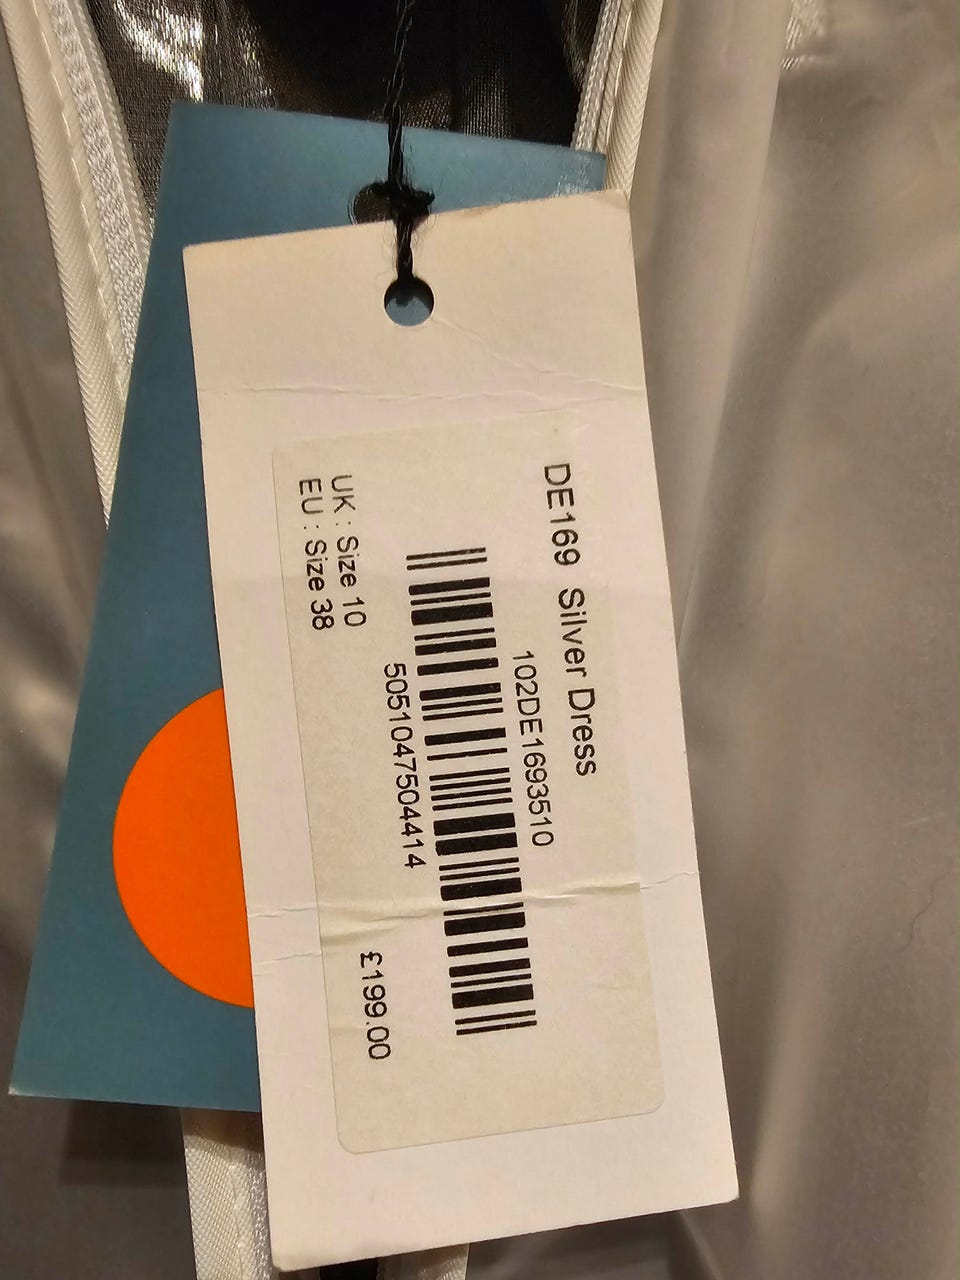 DE169 Silver Dress
102DE1693510
5051047504414
UK : Size 10
EU : Size 38
£199.00